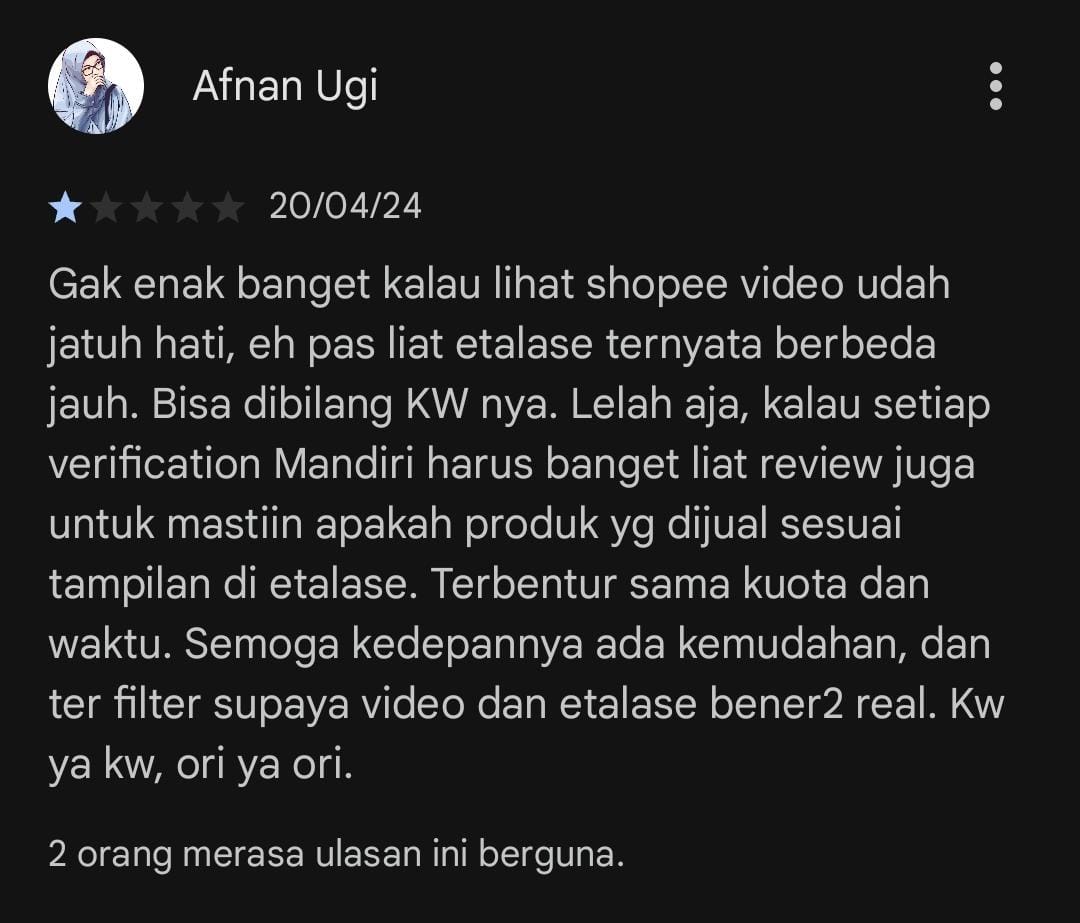 Afnan Ugi
20/04/24
Gak enak banget kalau lihat shopee video udah
jatuh hati, eh pas liat etalase ternyata berbeda
jauh. Bisa dibilang KW nya. Lelah aja, kalau setiap
verification Mandiri harus banget liat review juga
untuk mastiin apakah produk yg dijual sesuai
tampilan di etalase. Terbentur sama kuota dan
waktu. Semoga kedepannya ada kemudahan, dan
ter filter supaya video dan etalase bener2 real. Kw
ya kw, ori ya ori.
2 orang merasa ulasan ini berguna.